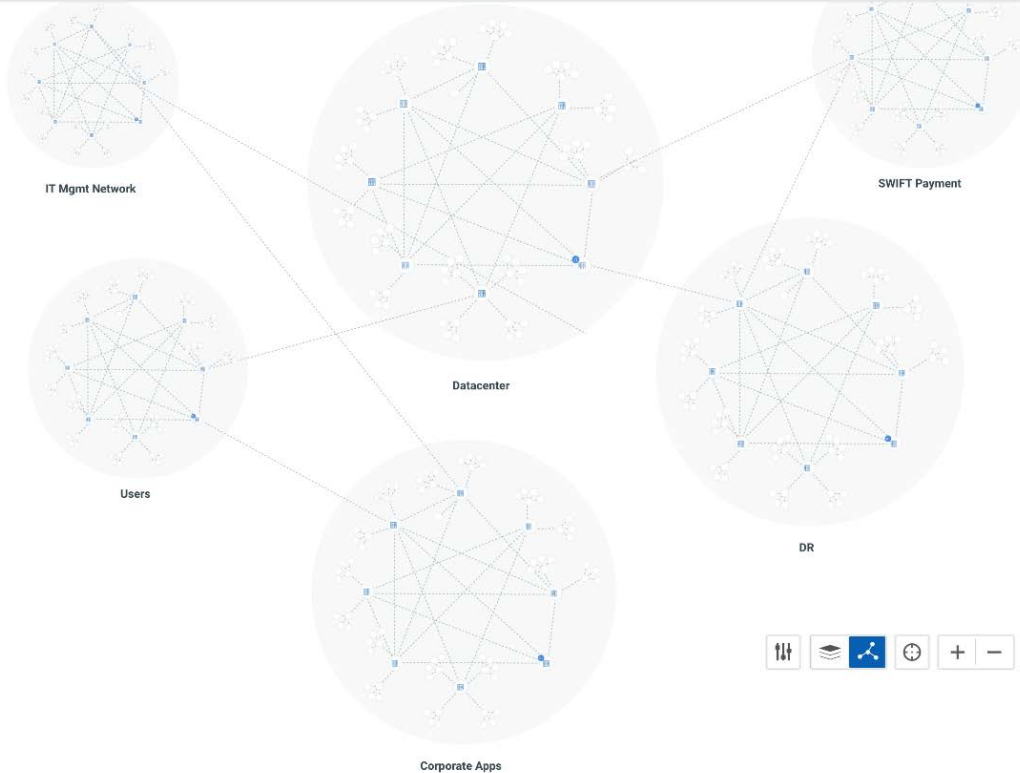 IT Mgmt Network
SWIFT Payment
Datacenter
Users
DR
Corporate Apps